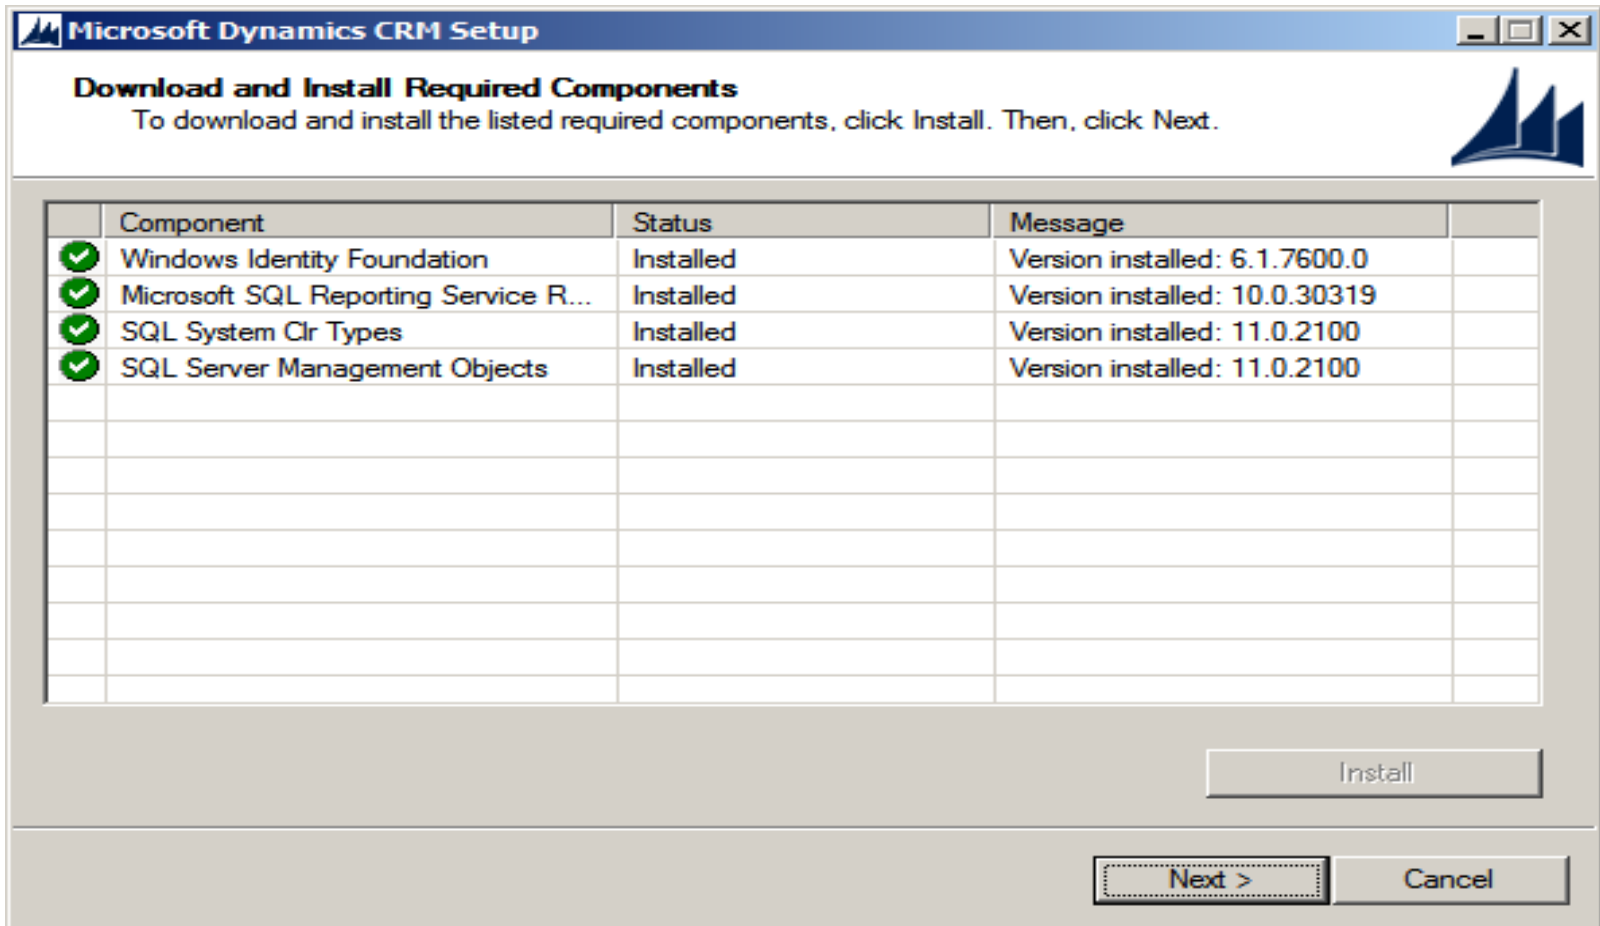 Microsoft Dynamics CRM Setup
Download and Install Required Components
To download and install the listed required components, click Install. Then, click Next.
Component Status Message
Windows Identity Foundation Installed Version installed: 6.1.7600.0
Microsoft SQL Reporting Service R... Installed Version installed: 10.0.30319
SQL System Clr Types Installed Version installed: 11.0.2100
SQL Server Management Objects Installed Version installed: 11.0.2100
Install
Next > Cancel